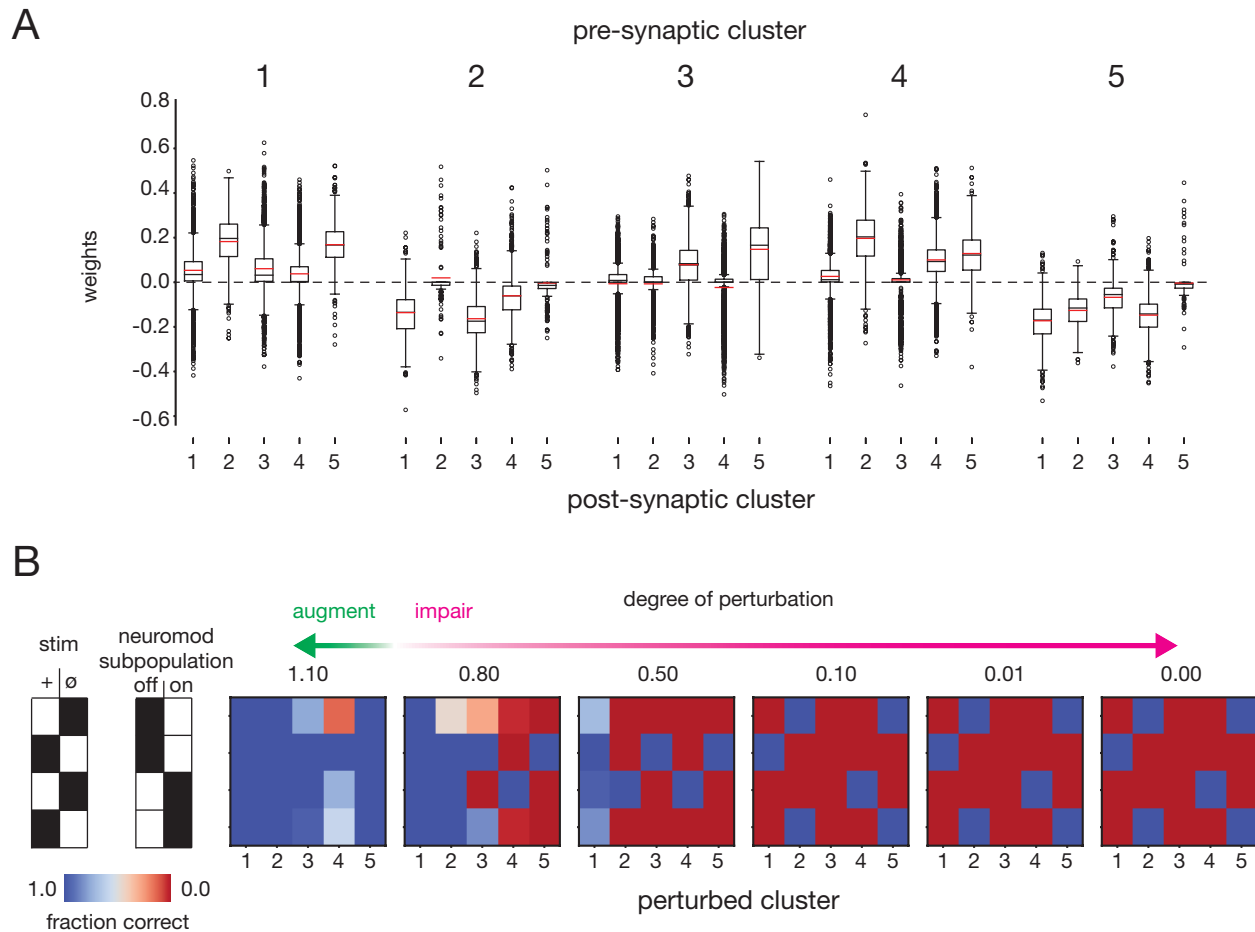 A
pre-synaptic cluster
1 2 3 4 5
0.8
0.6
0.4
0.2
0.0
-0.2
-0.4
-0.6
weights
1 2 3 4 5 1 2 3 4 5 1 2 3 4 5 1 2 3 4 5 1 2 3 4 5
post-synaptic cluster
B
augment impair degree of perturbation
stim neuromod
subpopulation
+ ø off on
1.10 0.80 0.50 0.10 0.01 0.00
1 2 3 4 5 1 2 3 4 5 1 2 3 4 5 1 2 3 4 5 1 2 3 4 5 1 2 3 4 5
1.0 0.0
fraction correct
perturbed cluster